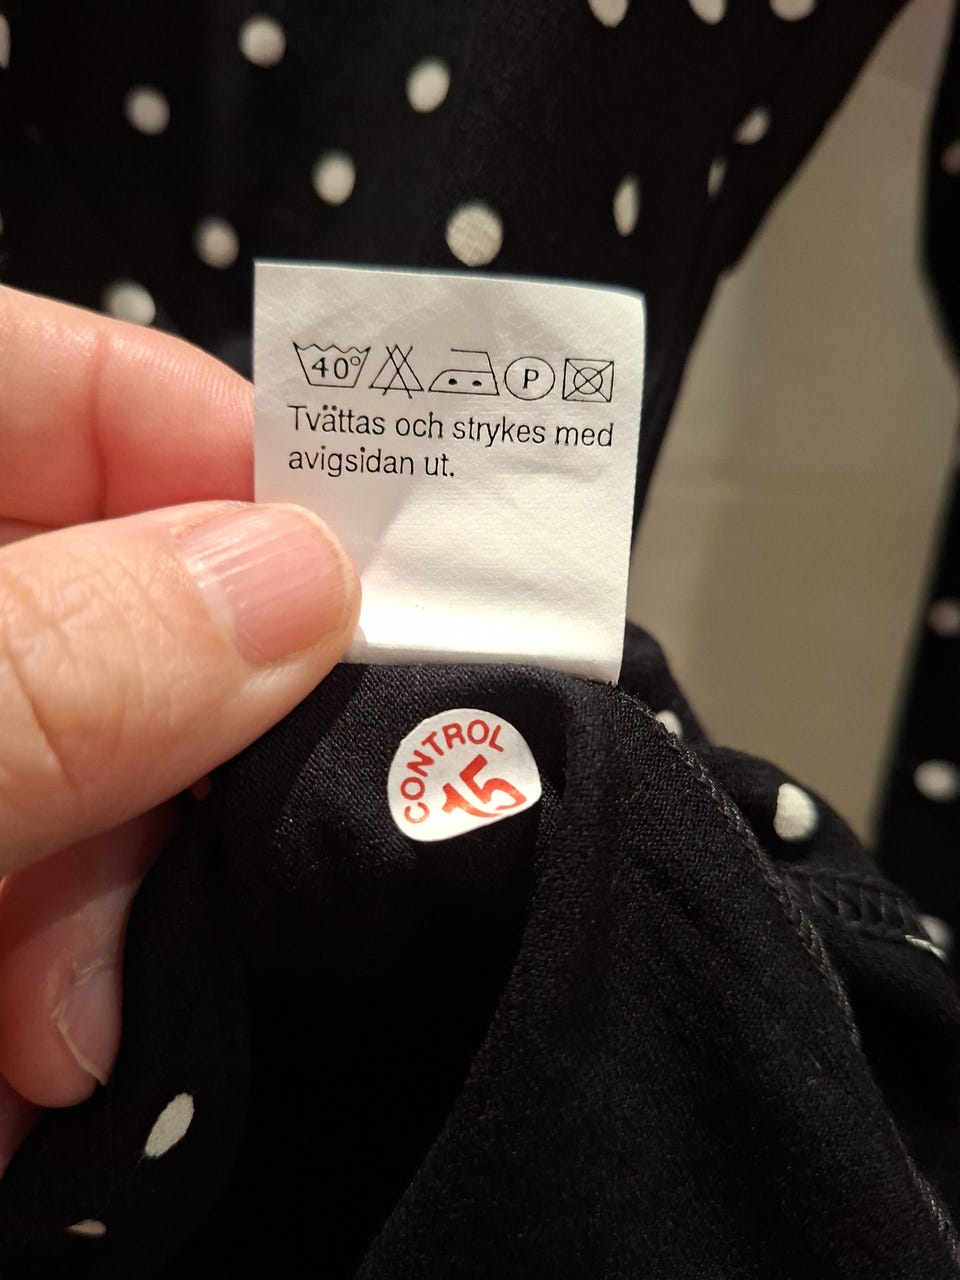 40°
P
Tvättas och strykes med
avigsidan ut.
CONTROL
15